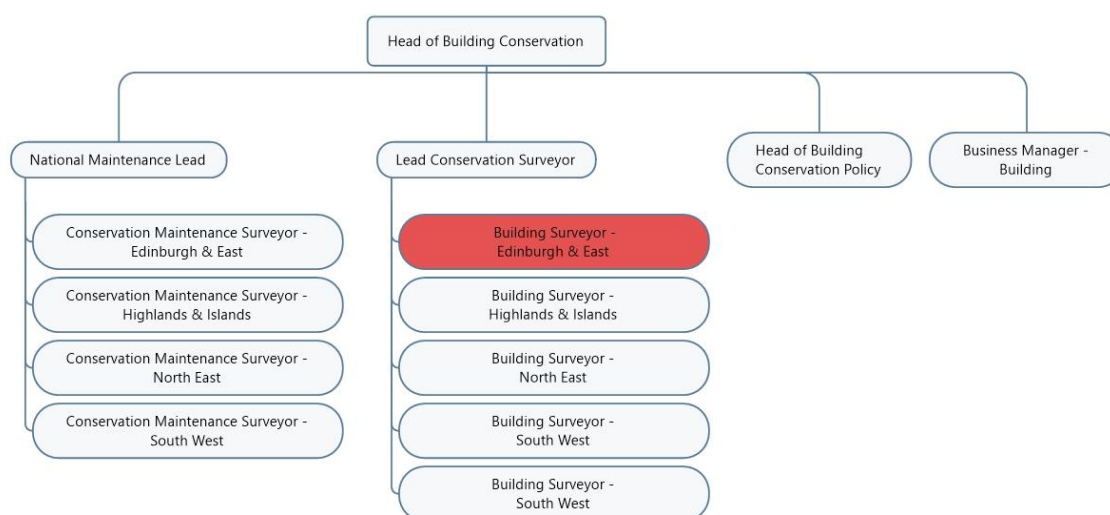 Head of Building Conservation
National Maintenance Lead
Lead Conservation Surveyor
Head of Building
Conservation Policy
Business Manager -
Building
Conservation Maintenance Surveyor -
Edinburgh & East
Conservation Maintenance Surveyor -
Highlands & Islands
Conservation Maintenance Surveyor -
North East
Conservation Maintenance Surveyor -
South West
Building Surveyor -
Edinburgh & East
Building Surveyor -
Highlands & Islands
Building Surveyor -
North East
Building Surveyor -
South West
Building Surveyor -
South West